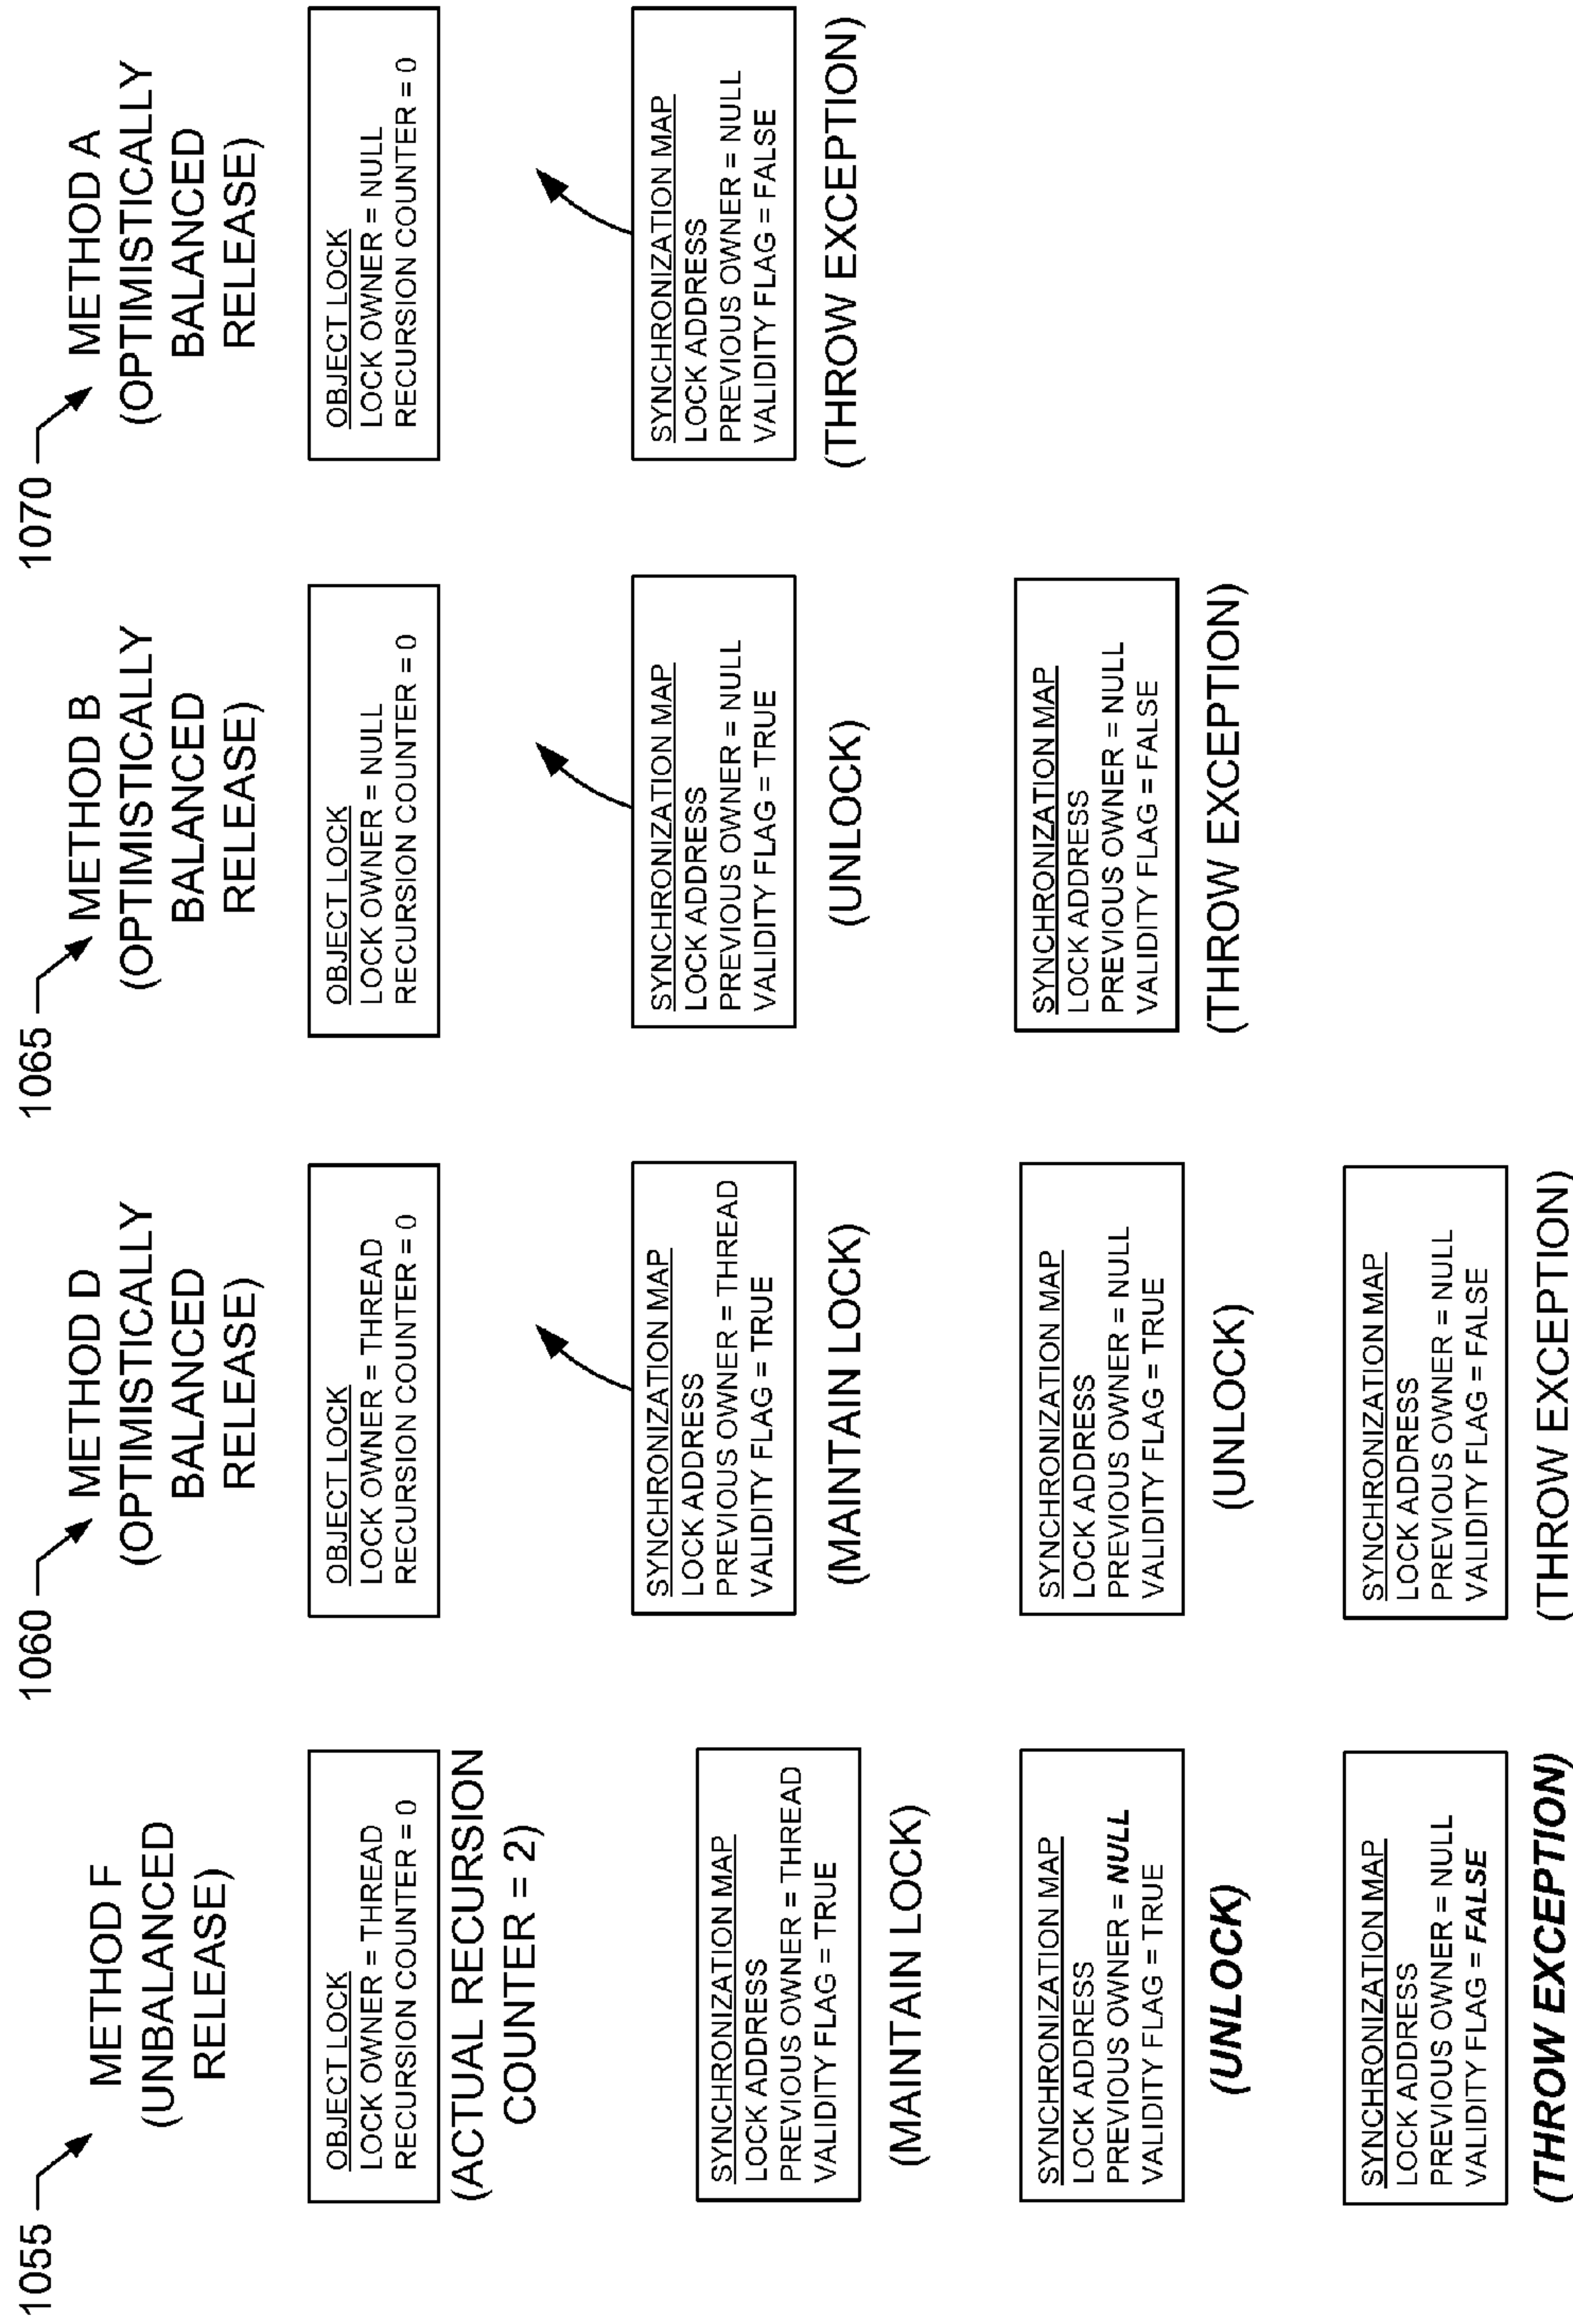 1055
METHOD F
(UNBALANCED
RELEASE)
OBJECT LOCK
LOCK OWNER = THREAD
RECURSION COUNTER = 0
(ACTUAL RECURSION
COUNTER = 2)
SYNCHRONIZATION MAP
LOCK ADDRESS
PREVIOUS OWNER = THREAD
VALIDITY FLAG = TRUE
(MAINTAIN LOCK)
SYNCHRONIZATION MAP
LOCK ADDRESS
PREVIOUS OWNER = NULL
VALIDITY FLAG = TRUE
(UNLOCK)
SYNCHRONIZATION MAP
LOCK ADDRESS
PREVIOUS OWNER = NULL
VALIDITY FLAG = FALSE
(THROW EXCEPTION)
1060
METHOD D
(OPTIMISTICALLY
BALANCED
RELEASE)
OBJECT LOCK
LOCK OWNER = THREAD
RECURSION COUNTER = 0
SYNCHRONIZATION MAP
LOCK ADDRESS
PREVIOUS OWNER = THREAD
VALIDITY FLAG = TRUE
(MAINTAIN LOCK)
SYNCHRONIZATION MAP
LOCK ADDRESS
PREVIOUS OWNER = NULL
VALIDITY FLAG = TRUE
(UNLOCK)
SYNCHRONIZATION MAP
LOCK ADDRESS
PREVIOUS OWNER = NULL
VALIDITY FLAG = FALSE
(THROW EXCEPTION)
1065
METHOD B
(OPTIMISTICALLY
BALANCED
RELEASE)
OBJECT LOCK
LOCK OWNER = NULL
RECURSION COUNTER = 0
SYNCHRONIZATION MAP
LOCK ADDRESS
PREVIOUS OWNER = NULL
VALIDITY FLAG = TRUE
(UNLOCK)
SYNCHRONIZATION MAP
LOCK ADDRESS
PREVIOUS OWNER = NULL
VALIDITY FLAG = FALSE
(THROW EXCEPTION)
1070
METHOD A
(OPTIMISTICALLY
BALANCED
RELEASE)
OBJECT LOCK
LOCK OWNER = NULL
RECURSION COUNTER = 0
SYNCHRONIZATION MAP
LOCK ADDRESS
PREVIOUS OWNER = NULL
VALIDITY FLAG = FALSE
(THROW EXCEPTION)